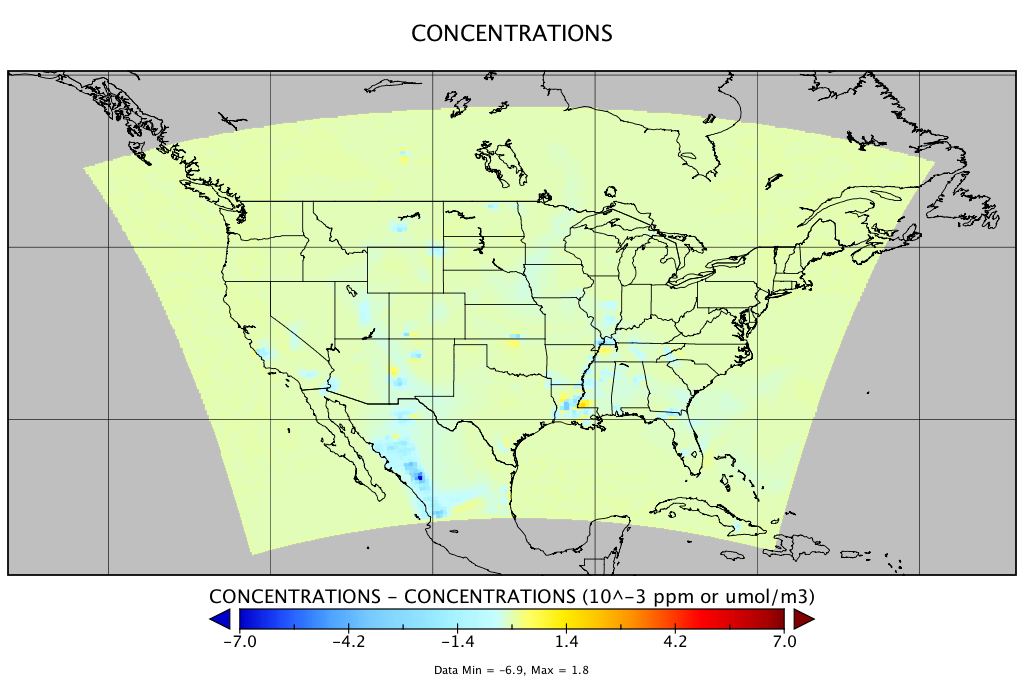 CONCENTRATIONS
CONCENTRATIONS − CONCENTRATIONS (10^−3 ppm or umol/m3)
−7.0 −4.2 −1.4 1.4 4.2 7.0
Data Min = −6.9, Max = 1.8